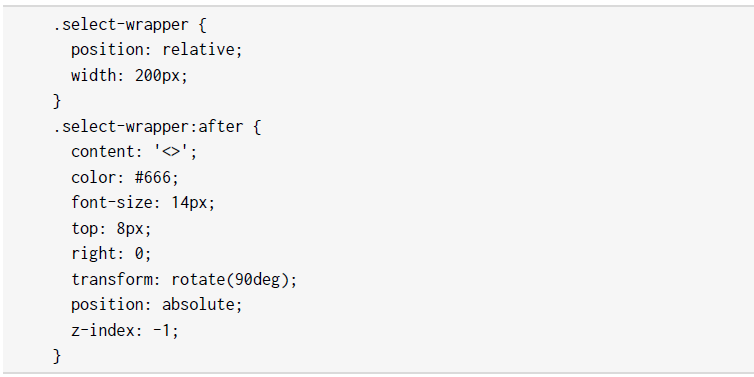 .select-wrapper {
  position: relative;
  width: 200px;
}
.select-wrapper:after {
  content: '<>';
  color: #666;
  font-size: 14px;
  top: 8px;
  right: 0;
  transform: rotate(90deg);
  position: absolute;
  z-index: -1;
}